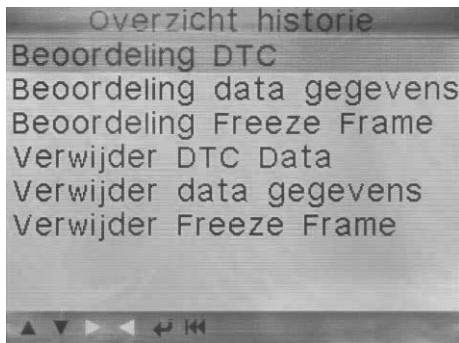 Overzicht historie
Beoordeling DTC
Beoordeling data gegevens
Beoordeling Freeze Frame
Verwijder DTC Data
Verwijder data gegevens
Verwijder Freeze Frame